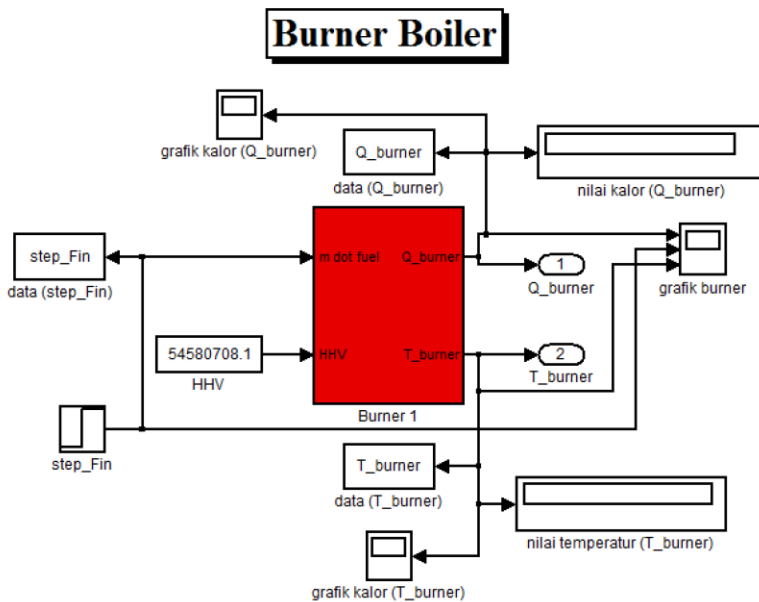 Burner Boiler
grafik kalor (Q_burner)
Q_burner
data (Q_burner)
nilai kalor (Q_burner)
step_Fin
data (step_Fin)
m dot fuel
Q_burner
1
Q_burner
grafik burner
54580708.1
HHV
HHV
T_burner
2
T_burner
Burner 1
step_Fin
T_burner
data (T_burner)
nilai temperatur (T_burner)
grafik kalor (T_burner)